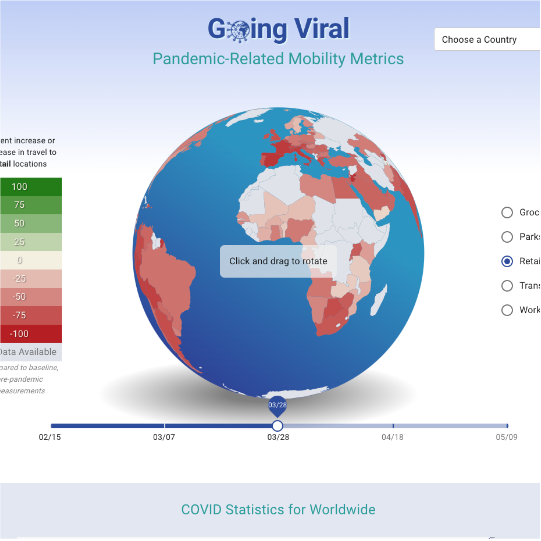 Going Viral
Pandemic-Related Mobility Metrics
Choose a Country
ent increase or
ease in travel to
tail locations
100
75
50
25
0
-25
-50
-75
-100
Data Available
pared to baseline,
re-pandemic
easurements
Click and drag to rotate
Groc
Parks
Retai
Trans
Work
03/28
02/15
03/07
03/28
04/18
05/09
COVID Statistics for Worldwide